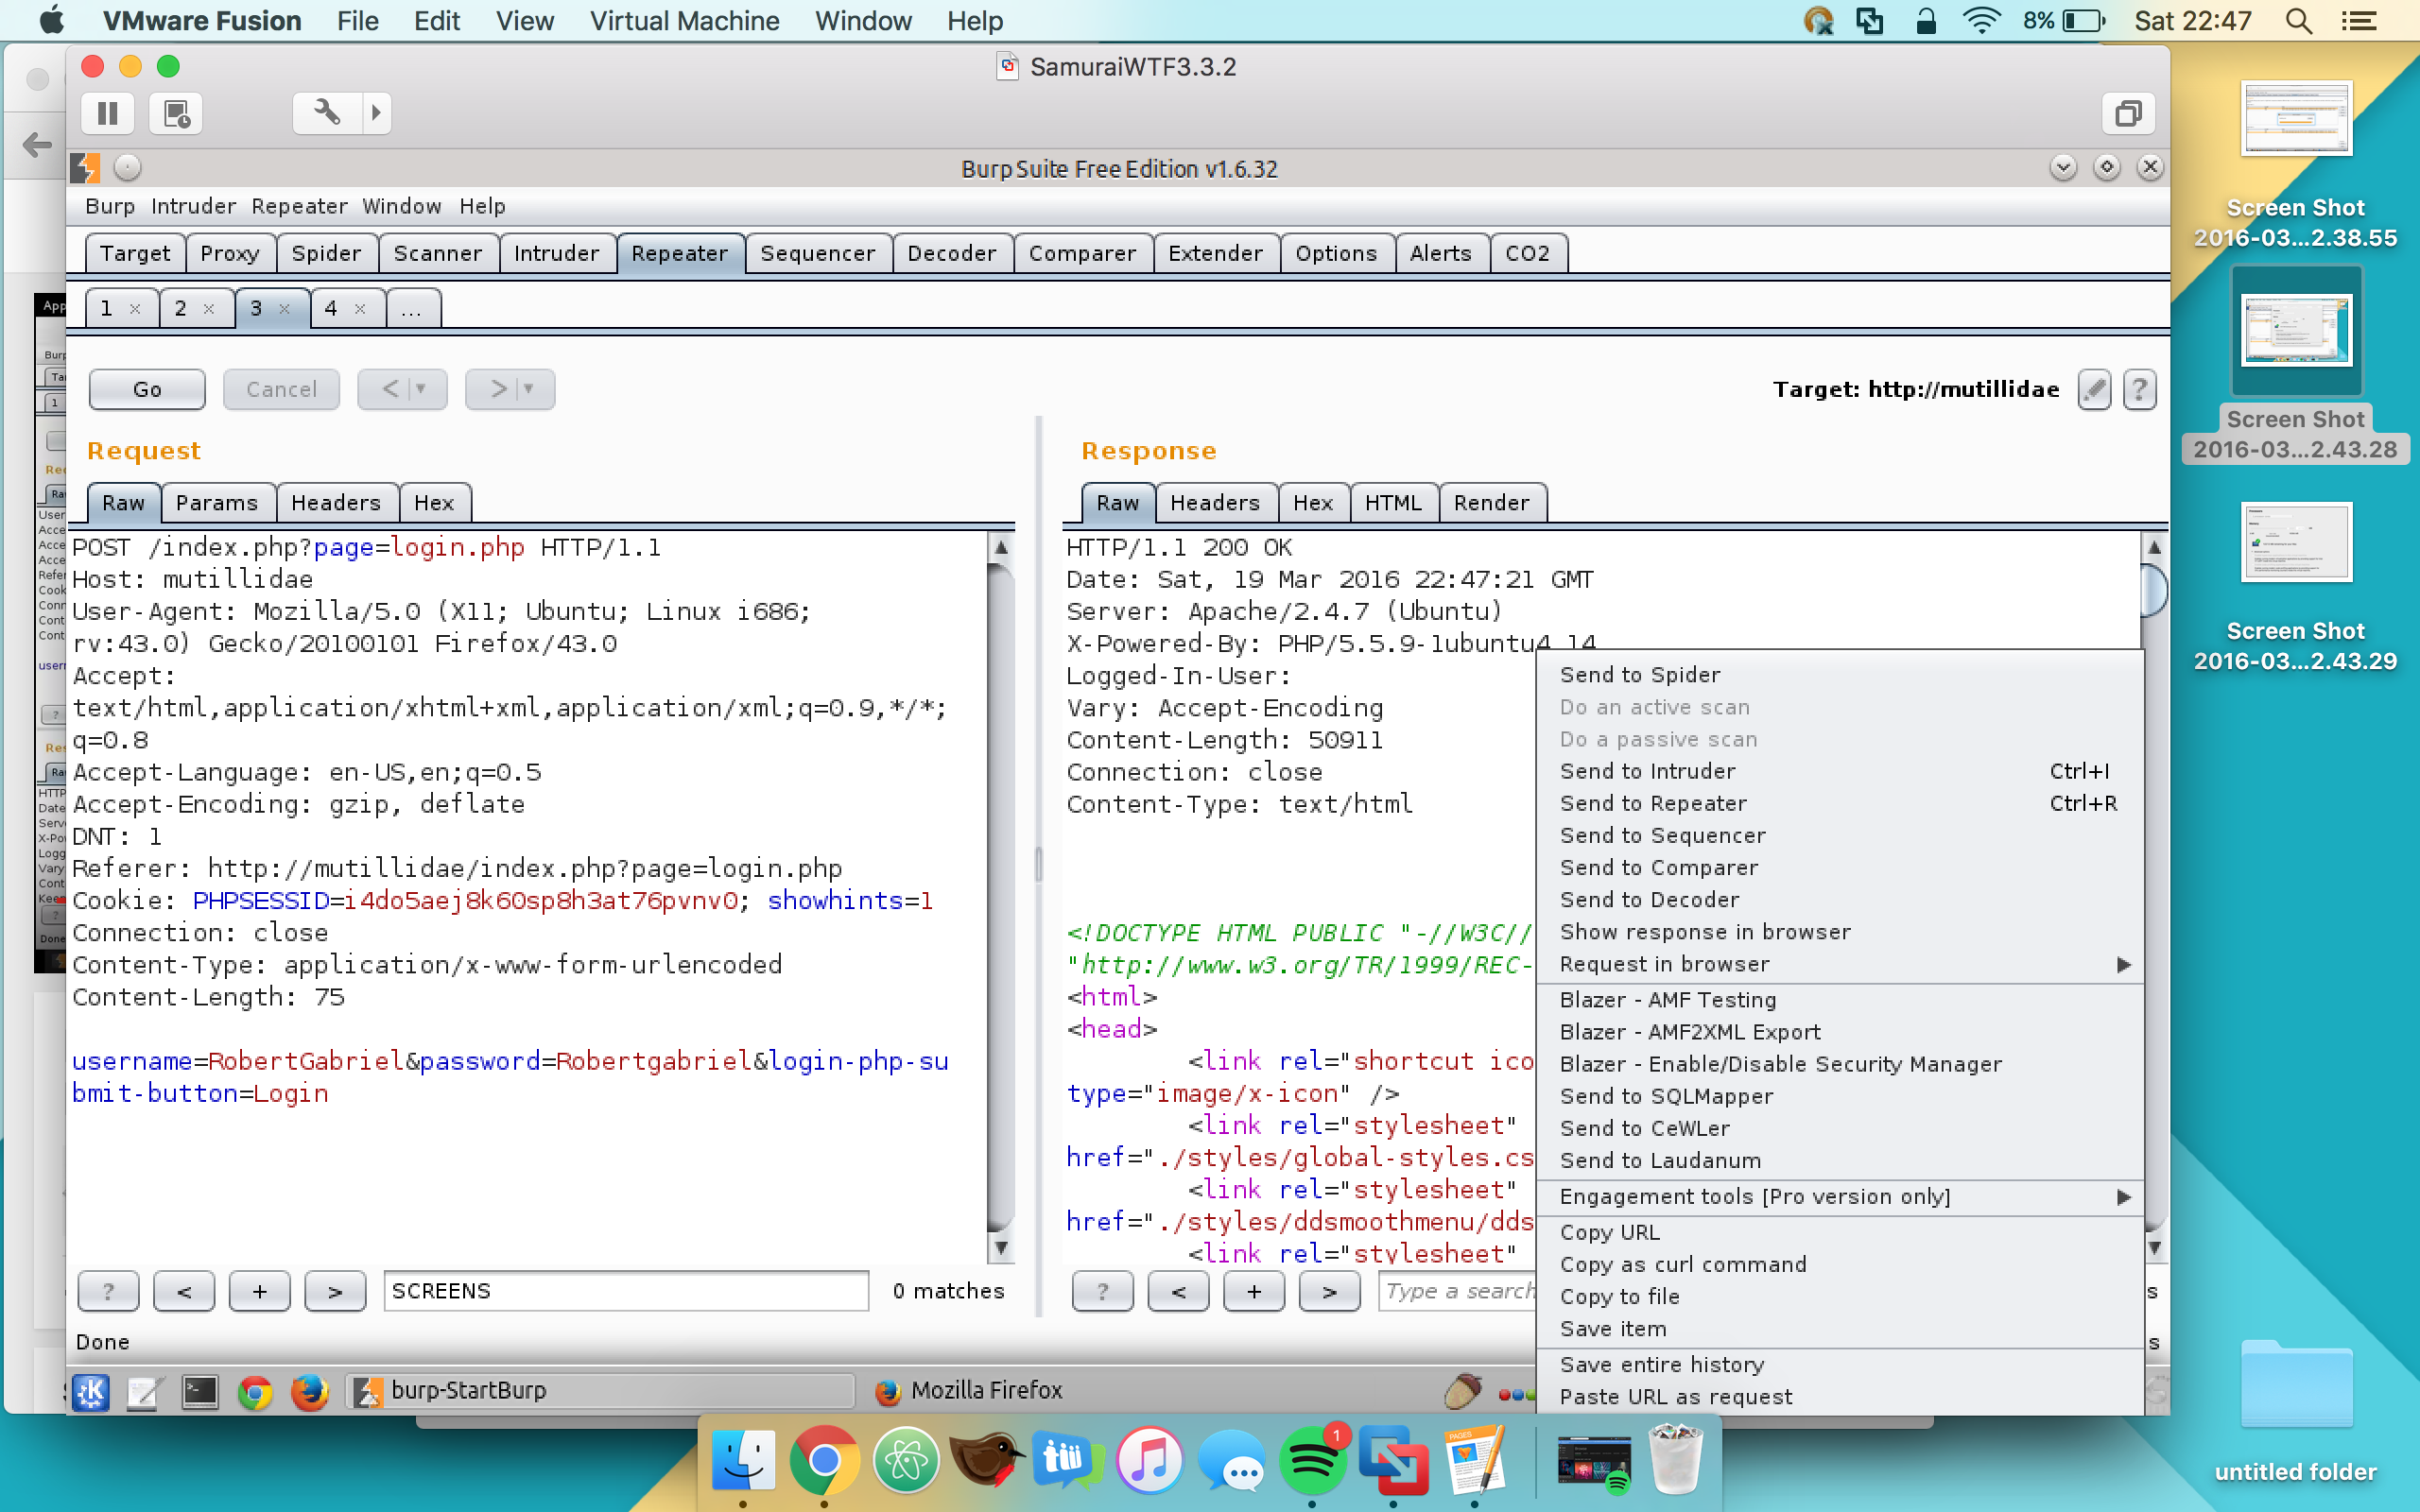 VMware Fusion File Edit View Virtual Machine Window Help 8% Sat 22:47
SamuraiWTF3.3.2
Burp Suite Free Edition v1.6.32
Burp Intruder Repeater Window Help
Target Proxy Spider Scanner Intruder Repeater Sequencer Decoder Comparer Extender Options Alerts CO2
1 × 2 × 3 × 4 × ...
Go Cancel < > Target: http://mutillidae ?
Request
Raw Params Headers Hex
POST /index.php?page=login.php HTTP/1.1
Host: mutillidae
User-Agent: Mozilla/5.0 (X11; Ubuntu; Linux i686;
rv:43.0) Gecko/20100101 Firefox/43.0
Accept:
text/html,application/xhtml+xml,application/xml;q=0.9,*/*;
q=0.8
Accept-Language: en-US,en;q=0.5
Accept-Encoding: gzip, deflate
DNT: 1
Referer: http://mutillidae/index.php?page=login.php
Cookie: PHPSESSID=i4do5aej8k60sp8h3at76pvnv0; showhints=1
Connection: close
Content-Type: application/x-www-form-urlencoded
Content-Length: 75
username=RobertGabriel&password=Robertgabriel&login-php-su
bmit-button=Login
? < + > SCREENS 0 matches
Done
Response
Raw Headers Hex HTML Render
HTTP/1.1 200 OK
Date: Sat, 19 Mar 2016 22:47:21 GMT
Server: Apache/2.4.7 (Ubuntu)
X-Powered-By: PHP/5.5.9-1ubuntu4.14
Logged-In-User:
Vary: Accept-Encoding
Content-Length: 50911
Connection: close
Content-Type: text/html
<!DOCTYPE HTML PUBLIC "-//W3C//
"http://www.w3.org/TR/1999/REC-
<html>
<head>
<link rel="shortcut ico
type="image/x-icon" />
<link rel="stylesheet"
href="./styles/global-styles.cs
<link rel="stylesheet"
href="./styles/ddsmoothmenu/dds
<link rel="stylesheet"
? < + > Type a search
Send to Spider
Do an active scan
Do a passive scan
Send to Intruder Ctrl+I
Send to Repeater Ctrl+R
Send to Sequencer
Send to Comparer
Send to Decoder
Show response in browser
Request in browser
Blazer - AMF Testing
Blazer - AMF2XML Export
Blazer - Enable/Disable Security Manager
Send to SQLMapper
Send to CeWLer
Send to Laudanum
Engagement tools [Pro version only]
Copy URL
Copy as curl command
Copy to file
Save item
Save entire history
Paste URL as request
burp-StartBurp Mozilla Firefox
Screen Shot
2016-03...2.38.55
Screen Shot
2016-03...2.43.28
Screen Shot
2016-03...2.43.29
untitled folder
PAGES
1